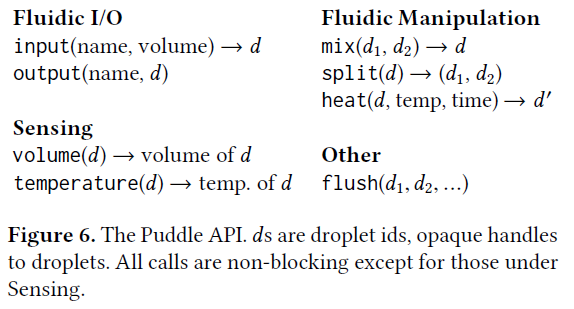 Fluidic I/O
input(name, volume) → d
output(name, d)
Sensing
volume(d) → volume of d
temperature(d) → temp. of d
Fluidic Manipulation
mix(d₁, d₂) → d
split(d) → (d₁, d₂)
heat(d, temp, time) → d′
Other
flush(d₁, d₂, …)
Figure 6. The Puddle API. ds are droplet ids, opaque handles
to droplets. All calls are non-blocking except for those under
Sensing.